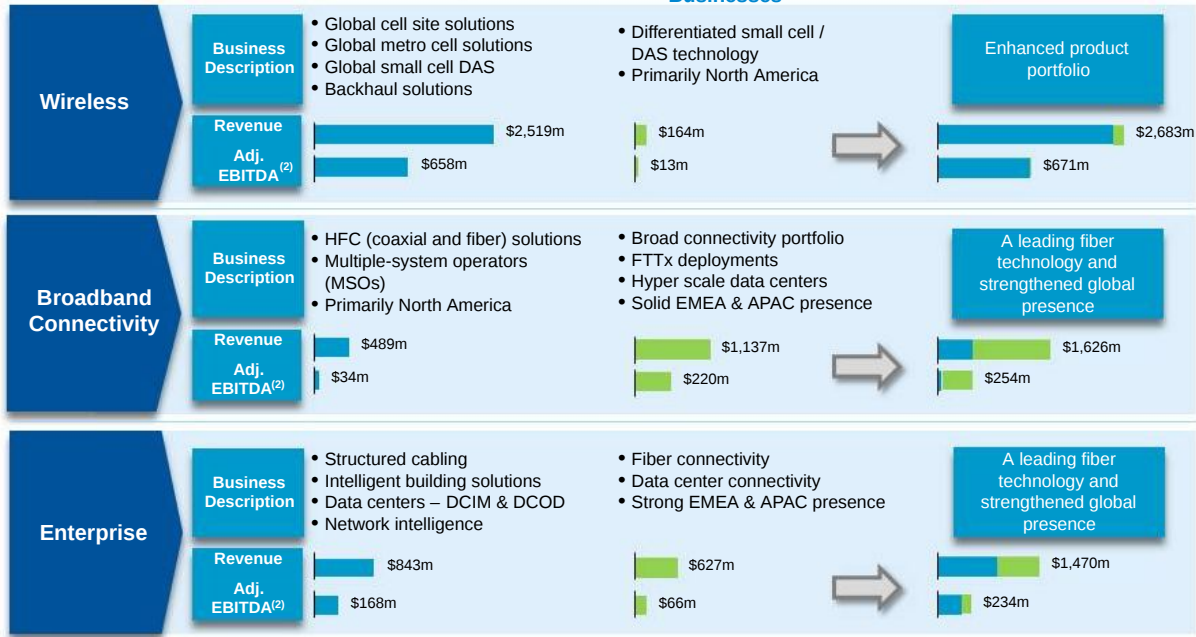 Businesses
Wireless
Business
Description
• Global cell site solutions
• Global metro cell solutions
• Global small cell DAS
• Backhaul solutions
• Differentiated small cell /
DAS technology
• Primarily North America
Enhanced product
portfolio
Revenue
$2,519m
$164m
$2,683m
Adj.
EBITDA(2)
$658m
$13m
$671m
Broadband
Connectivity
Business
Description
• HFC (coaxial and fiber) solutions
• Multiple-system operators
(MSOs)
• Primarily North America
• Broad connectivity portfolio
• FTTx deployments
• Hyper scale data centers
• Solid EMEA & APAC presence
A leading fiber
technology and
strengthened global
presence
Revenue
$489m
$1,137m
$1,626m
Adj.
EBITDA(2)
$34m
$220m
$254m
Enterprise
Business
Description
• Structured cabling
• Intelligent building solutions
• Data centers – DCIM & DCOD
• Network intelligence
• Fiber connectivity
• Data center connectivity
• Strong EMEA & APAC presence
A leading fiber
technology and
strengthened global
presence
Revenue
$843m
$627m
$1,470m
Adj.
EBITDA(2)
$168m
$66m
$234m